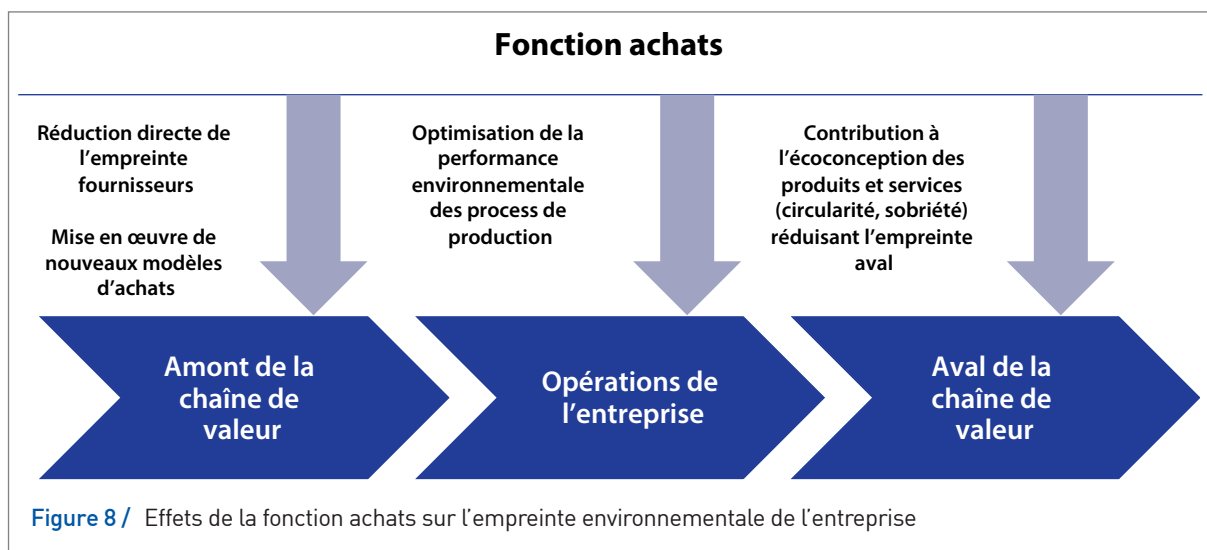 Fonction achats
Réduction directe de
l'empreinte
fournisseurs
Mise en œuvre de
nouveaux modèles
d'achats
Optimisation de la
performance
environnementale
des process de
production
Contribution à
l'écoconception des
produits et services
(circularité, sobriété)
réduisant l'empreinte
aval
Amont de la
chaîne de
valeur
Opérations de
l'entreprise
Aval de la
chaîne de
valeur
Figure 8 / Effets de la fonction achats sur l'empreinte environnementale de l'entreprise